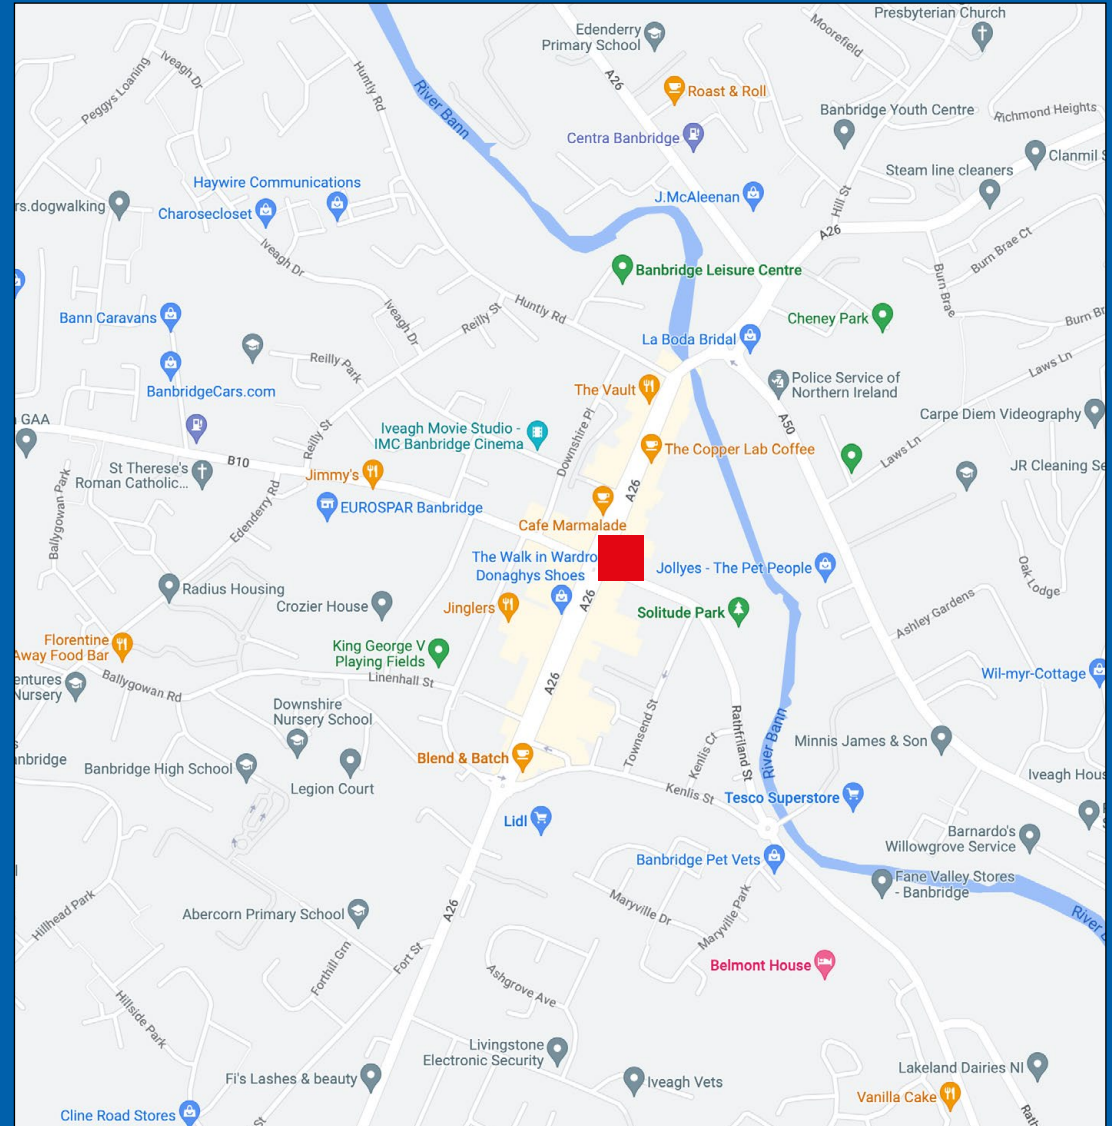 Presbyterian Church
Edenderry
Primary School
Moorefield
Iveagh Dr
Huntly Rd
A26
Peggys Loaning
River Bann
Roast & Roll
Banbridge Youth Centre
Richmond Heights
Centra Banbridge
Clanmil S
Steam line cleaners
Haywire Communications
J.McAleenan
Hill St
rs.dogwalking
Charosecloset
A26
Burn Brae Ct
Iveagh Dr
Banbridge Leisure Centre
Burn Brae
Bann Caravans
Iveagh Dr
Reilly St
Huntly Rd
Cheney Park
Burn Br
La Boda Bridal
Reilly Park
Laws Ln
BanbridgeCars.com
The Vault
Police Service of
Northern Ireland
GAA
Carpe Diem Videography
Iveagh Movie Studio -
IMC Banbridge Cinema
Downshire Pl
A50
Reilly St
The Copper Lab Coffee
Laws Ln
B10
St Therese's
Roman Catholic...
Jimmy's
JR Cleaning Se
A26
Ballygowan Park
Edenderry Rd
EUROSPAR Banbridge
Cafe Marmalade
The Walk in Wardro
Donaghys Shoes
Jollyes - The Pet People
Oak Lodge
Radius Housing
Crozier House
Jinglers
A26
Solitude Park
Ashley Gardens
Florentine
Away Food Bar
King George V
Playing Fields
Wil-myr-Cottage
entures
Nursery
Ballygowan Rd
Linenhall St
A26
Downshire
Nursery School
Townsend St
Rathfriland St
River Bann
Kenlis Ct
Minnis James & Son
nbridge
Banbridge High School
Blend & Batch
Legion Court
Kenlis St
Tesco Superstore
Iveagh Hous
Lidl
Barnardo's
Willowgrove Service
Banbridge Pet Vets
Fane Valley Stores
- Banbridge
Hillhead Park
Abercorn Primary School
A26
Maryville Dr
Maryville Park
River B
Forthill Grn
Fort St
Belmont House
Ashgrove Ave
Hillside Park
Livingstone
Electronic Security
Fi's Lashes & beauty
Iveagh Vets
Lakeland Dairies NI
Vanilla Cake
Cline Road Stores
St
Rath